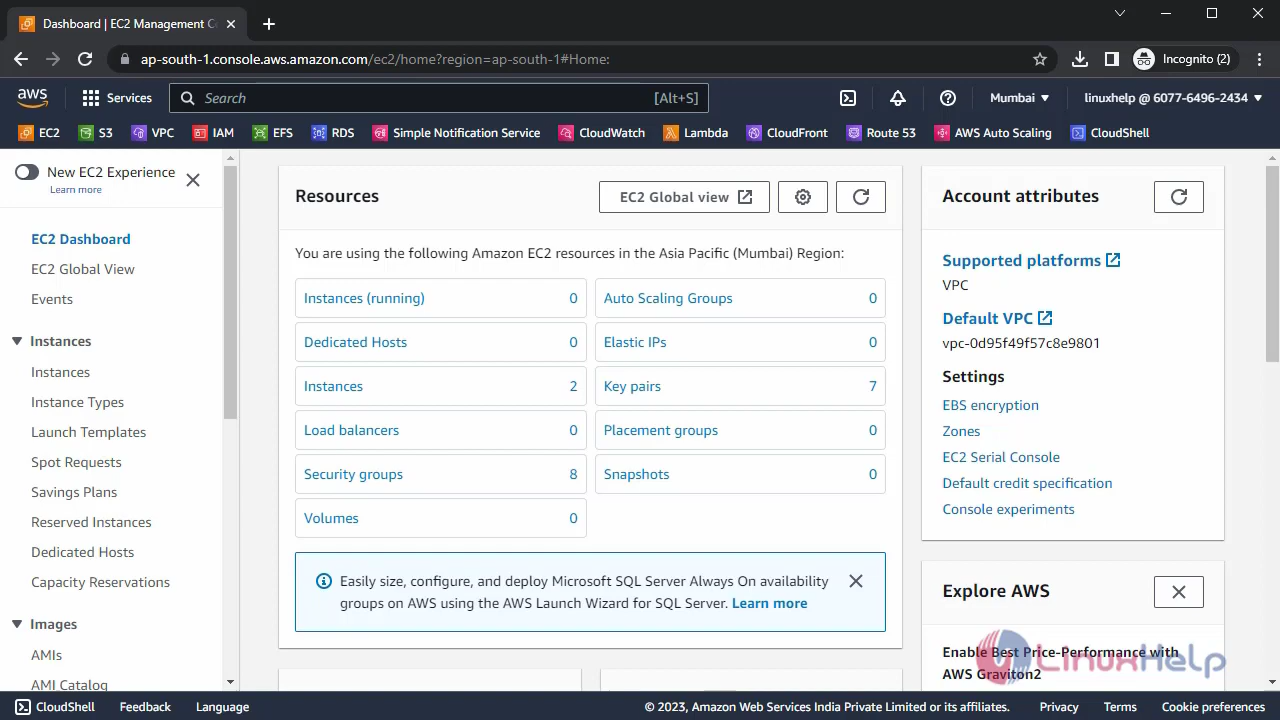 Dashboard | EC2 Management C
ap-south-1.console.aws.amazon.com/ec2/home?region=ap-south-1#Home:
Incognito (2)
aws
Services
Search
[Alt+S]
Mumbai
linuxhelp @ 6077-6496-2434
EC2
S3
VPC
IAM
EFS
RDS
Simple Notification Service
CloudWatch
Lambda
CloudFront
Route 53
AWS Auto Scaling
CloudShell
New EC2 Experience
Learn more
EC2 Dashboard
EC2 Global View
Events
Instances
Instances
Instance Types
Launch Templates
Spot Requests
Savings Plans
Reserved Instances
Dedicated Hosts
Capacity Reservations
Images
AMIs
AMI Catalog
Resources
EC2 Global view
You are using the following Amazon EC2 resources in the Asia Pacific (Mumbai) Region:
Instances (running) 0
Auto Scaling Groups 0
Dedicated Hosts 0
Elastic IPs 0
Instances 2
Key pairs 7
Load balancers 0
Placement groups 0
Security groups 8
Snapshots 0
Volumes 0
Easily size, configure, and deploy Microsoft SQL Server Always On availability
groups on AWS using the AWS Launch Wizard for SQL Server. Learn more
Account attributes
Supported platforms
VPC
Default VPC
vpc-0d95f49f57c8e9801
Settings
EBS encryption
Zones
EC2 Serial Console
Default credit specification
Console experiments
Explore AWS
Enable Best Price-Performance with
AWS Graviton2
LinuxHelp
CloudShell
Feedback
Language
© 2023, Amazon Web Services India Private Limited or its affiliates.
Privacy
Terms
Cookie preferences